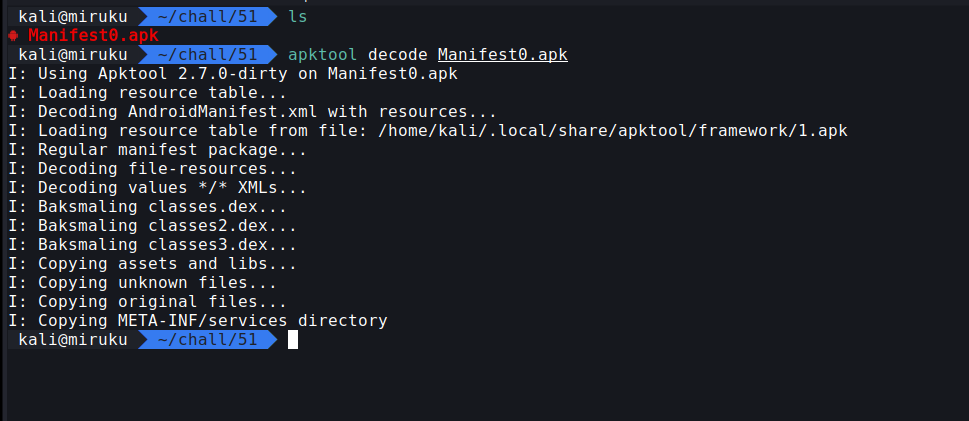 kali@miruku ~/chall/51 ls
Manifest0.apk
kali@miruku ~/chall/51 apktool decode Manifest0.apk
I: Using Apktool 2.7.0-dirty on Manifest0.apk
I: Loading resource table...
I: Decoding AndroidManifest.xml with resources...
I: Loading resource table from file: /home/kali/.local/share/apktool/framework/1.apk
I: Regular manifest package...
I: Decoding file-resources...
I: Decoding values */* XMLs...
I: Baksmaling classes.dex...
I: Baksmaling classes2.dex...
I: Baksmaling classes3.dex...
I: Copying assets and libs...
I: Copying unknown files...
I: Copying original files...
I: Copying META-INF/services directory
kali@miruku ~/chall/51